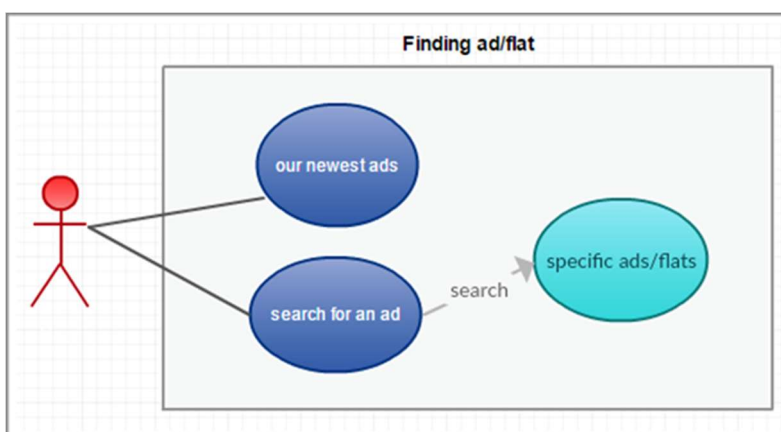 Finding ad/flat
our newest ads
specific ads/flats
search
search for an ad